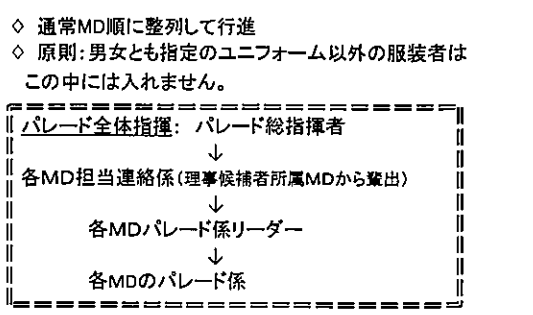 ◇ 通常MD順に整列して行進
◇ 原則：男女とも指定のユニフォーム以外の服装者は
この中には入れません。
パレード全体指揮： パレード総指揮者
↓
各MD担当連絡係（理事候補者所属MDから輩出）
↓
各MDパレード係リーダー
↓
各MDのパレード係